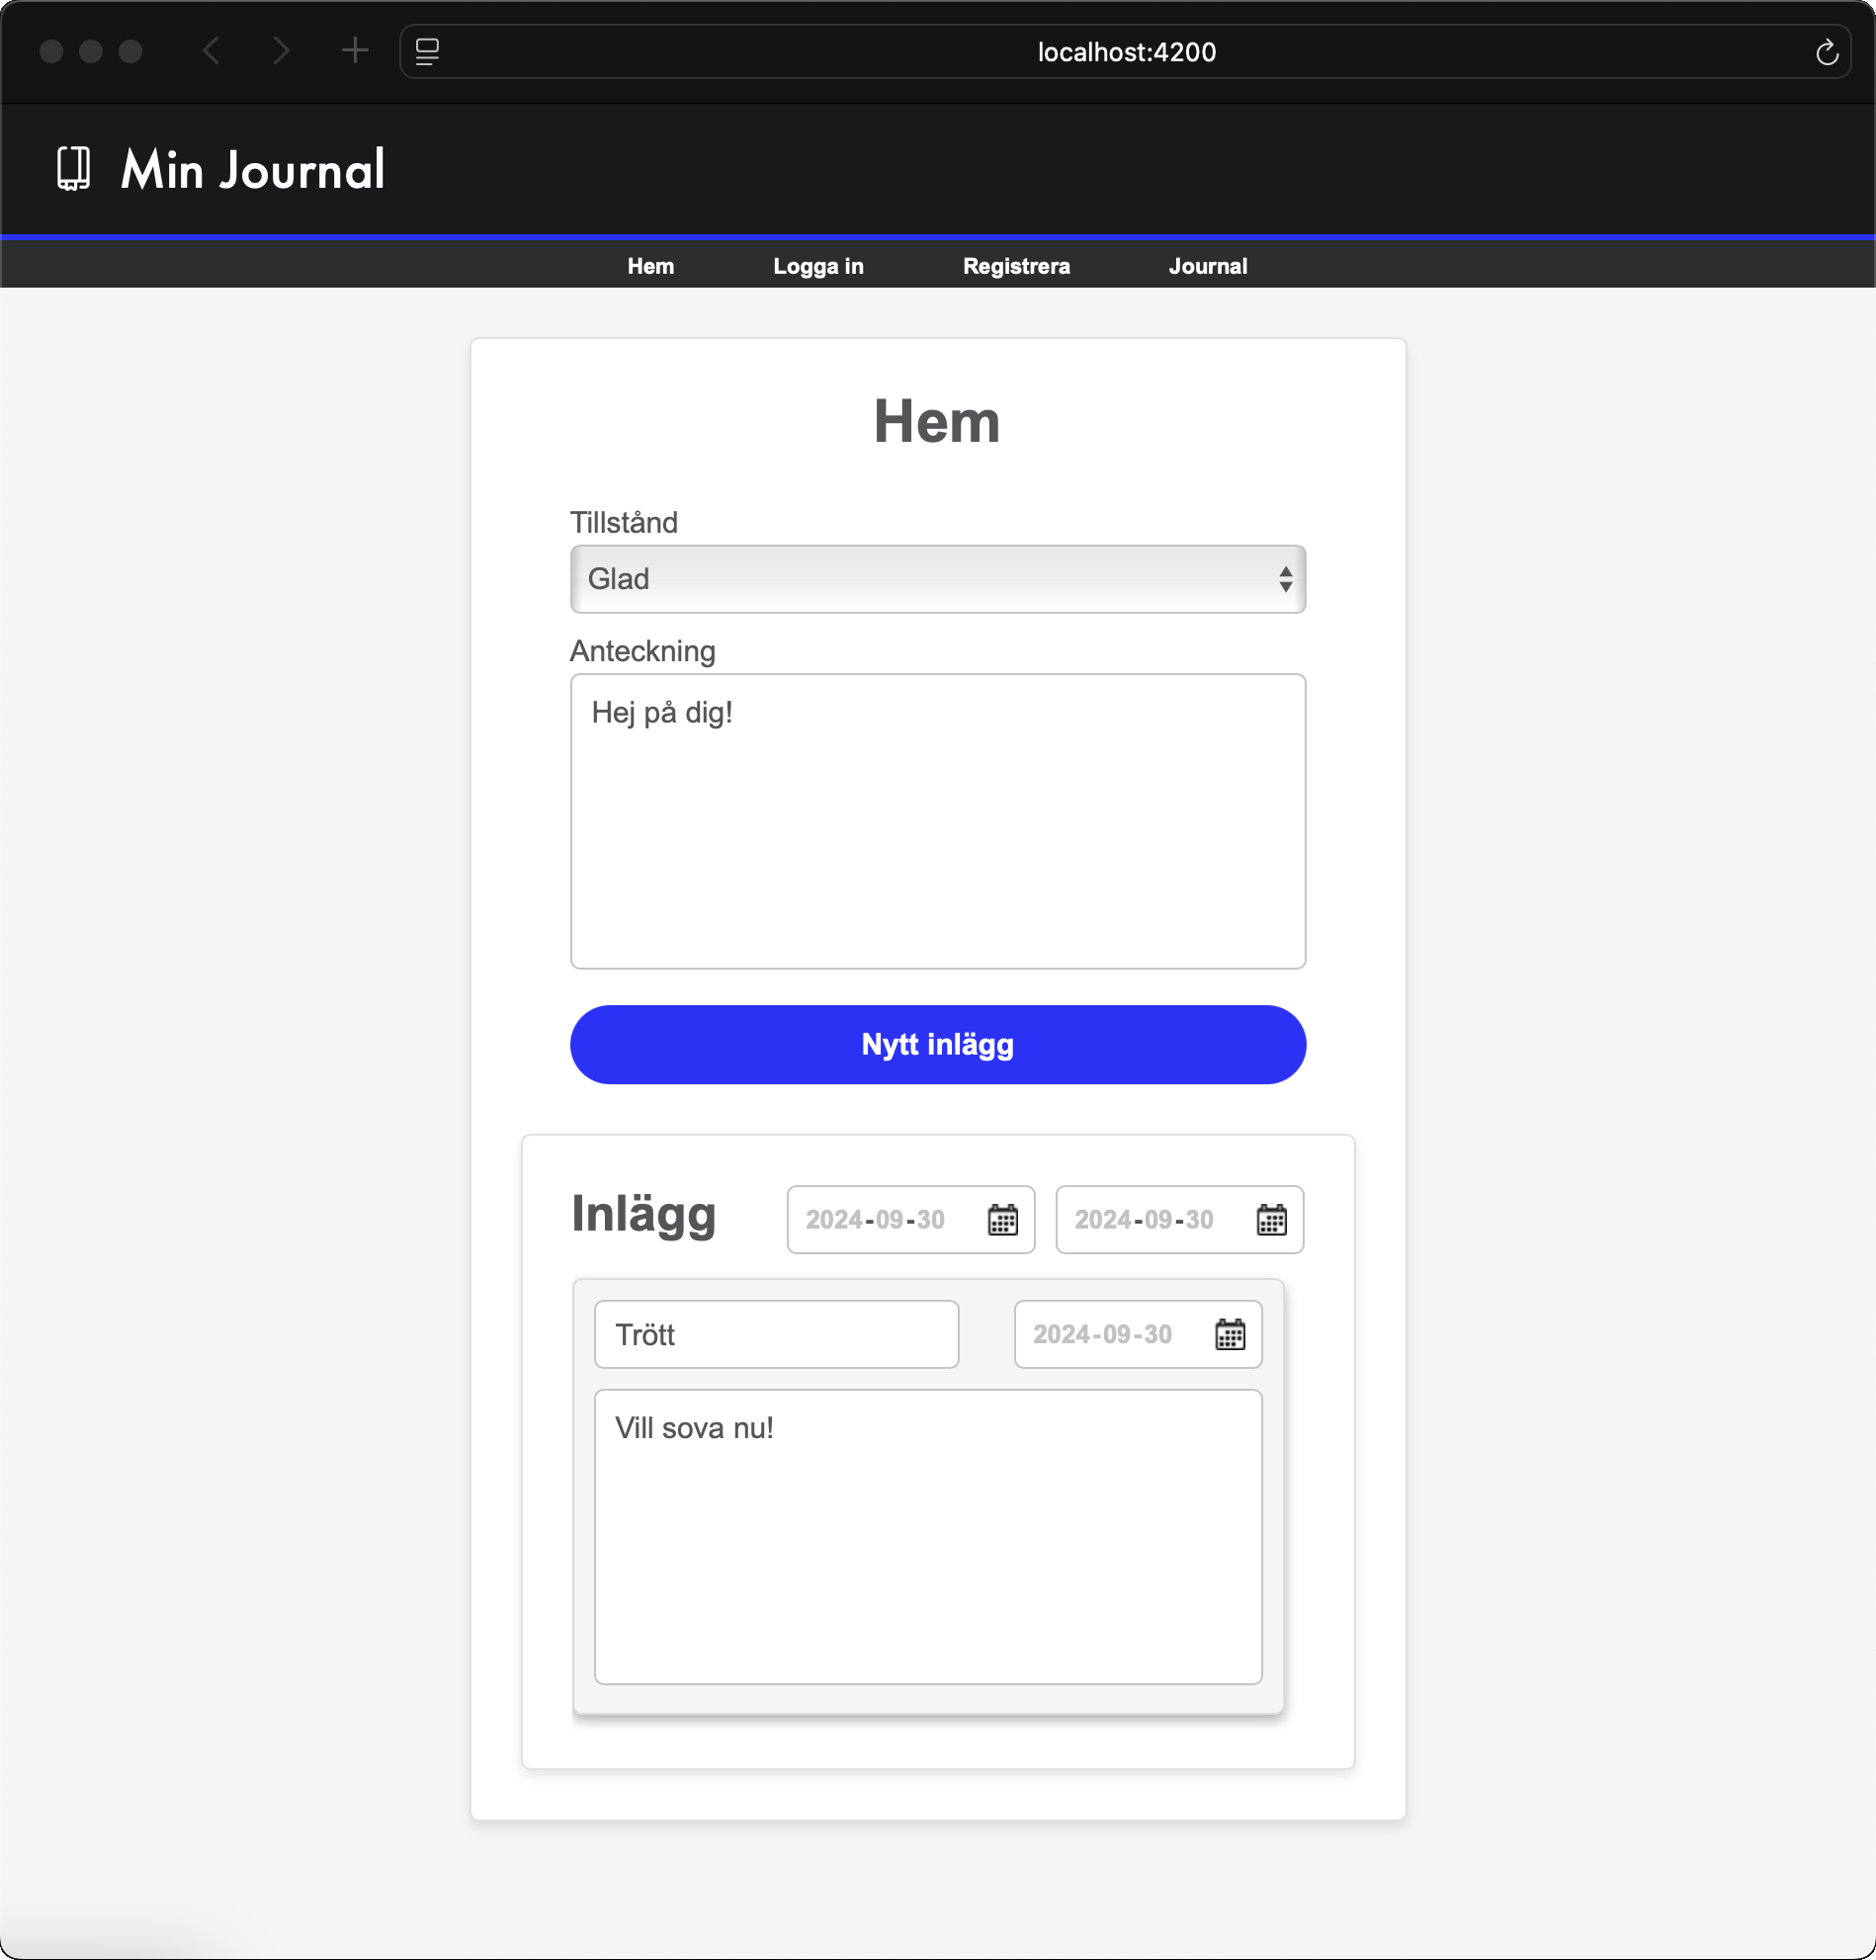 localhost:4200
Min Journal
Hem Logga in Registrera Journal
Hem
Tillstånd
Glad
Anteckning
Hej på dig!
Nytt inlägg
Inlägg 2024-09-30 2024-09-30
Trött 2024-09-30
Vill sova nu!